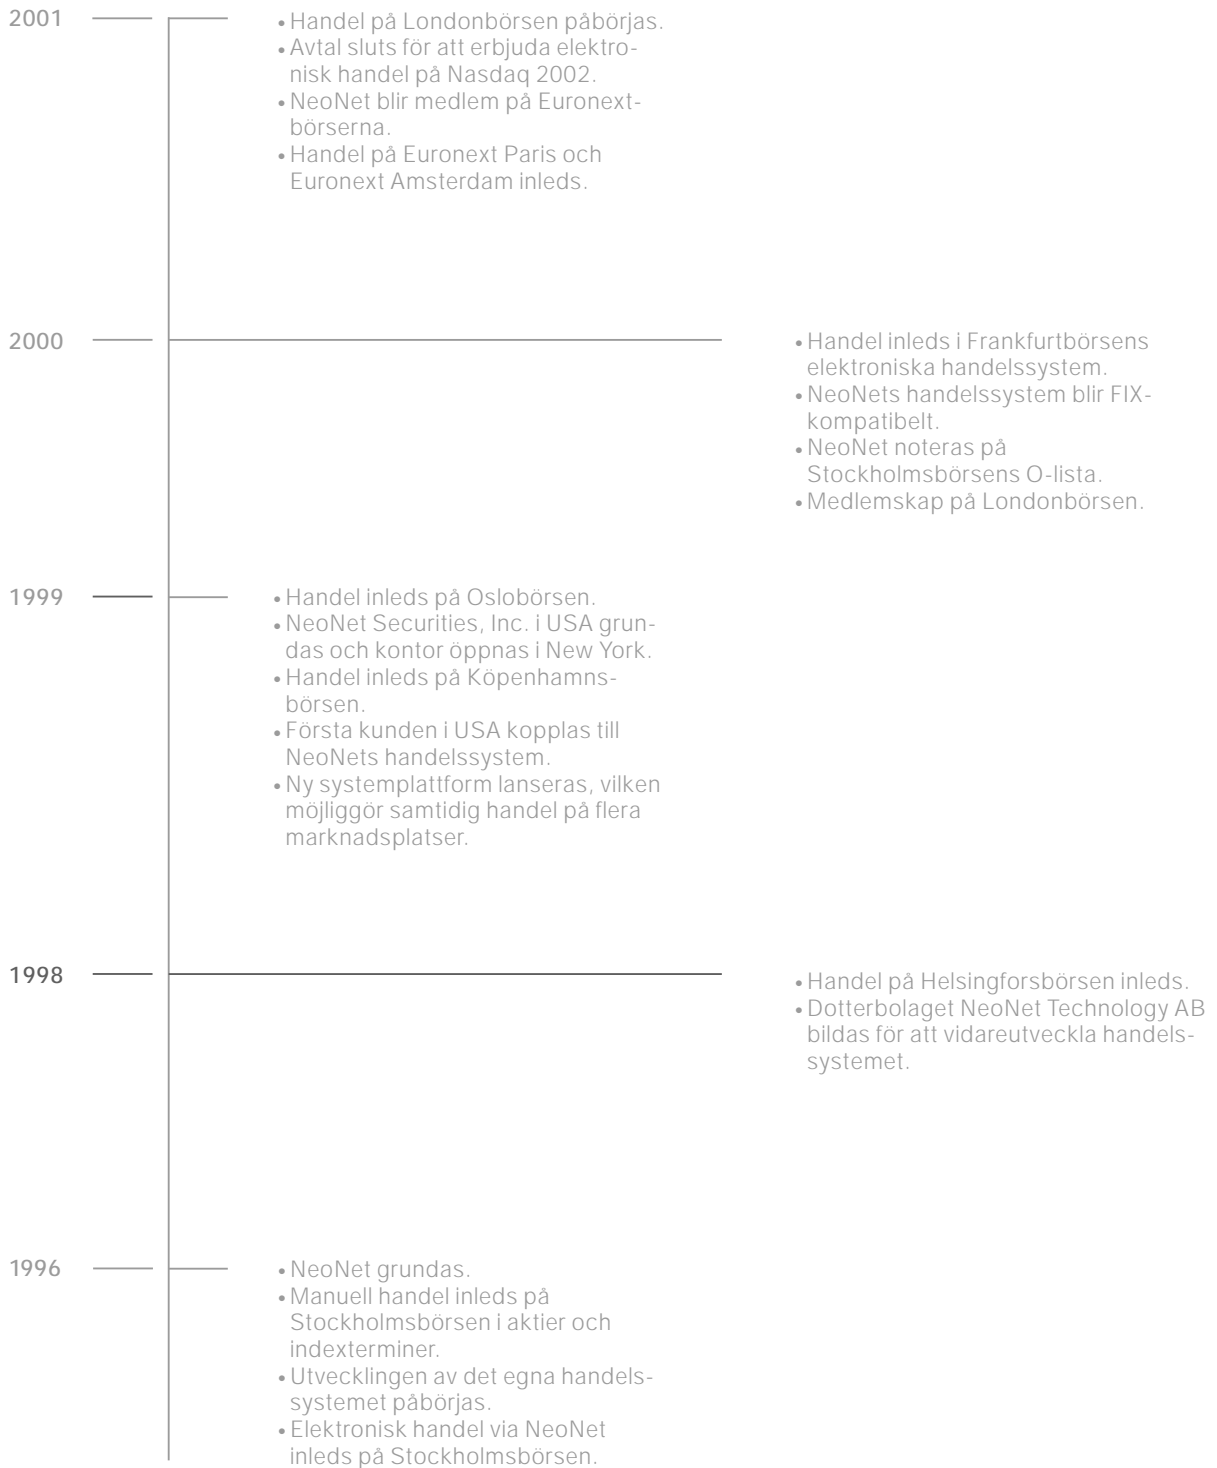 2001
• Handel på Londonbörsen påbörjas.
• Avtal sluts för att erbjuda elektro-
nisk handel på Nasdaq 2002.
• NeoNet blir medlem på Euronext-
börserna.
• Handel på Euronext Paris och
Euronext Amsterdam inleds.
2000
• Handel inleds i Frankfurtbörsens
elektroniska handelssystem.
• NeoNets handelssystem blir FIX-
kompatibelt.
• NeoNet noteras på
Stockholmsbörsens O-lista.
• Medlemskap på Londonbörsen.
1999
• Handel inleds på Oslobörsen.
• NeoNet Securities, Inc. i USA grun-
das och kontor öppnas i New York.
• Handel inleds på Köpenhamns-
börsen.
• Första kunden i USA kopplas till
NeoNets handelssystem.
• Ny systemplattform lanseras, vilken
möjliggör samtidig handel på flera
marknadsplatser.
1998
• Handel på Helsingforsbörsen inleds.
• Dotterbolaget NeoNet Technology AB
bildas för att vidareutveckla handels-
systemet.
1996
• NeoNet grundas.
• Manuell handel inleds på
Stockholmsbörsen i aktier och
indexterminer.
• Utvecklingen av det egna handels-
systemet påbörjas.
• Elektronisk handel via NeoNet
inleds på Stockholmsbörsen.